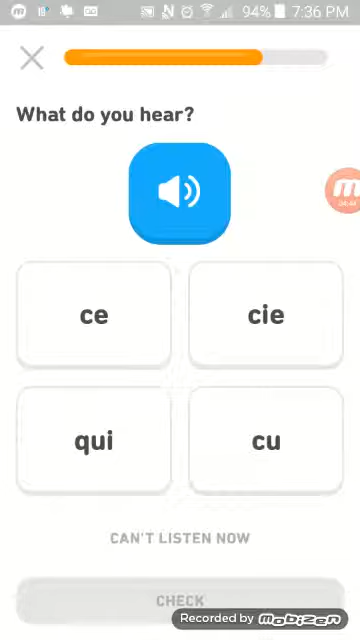 94% 7:36 PM
What do you hear?
ce
cie
qui
cu
CAN'T LISTEN NOW
CHECK
Recorded by mobizen